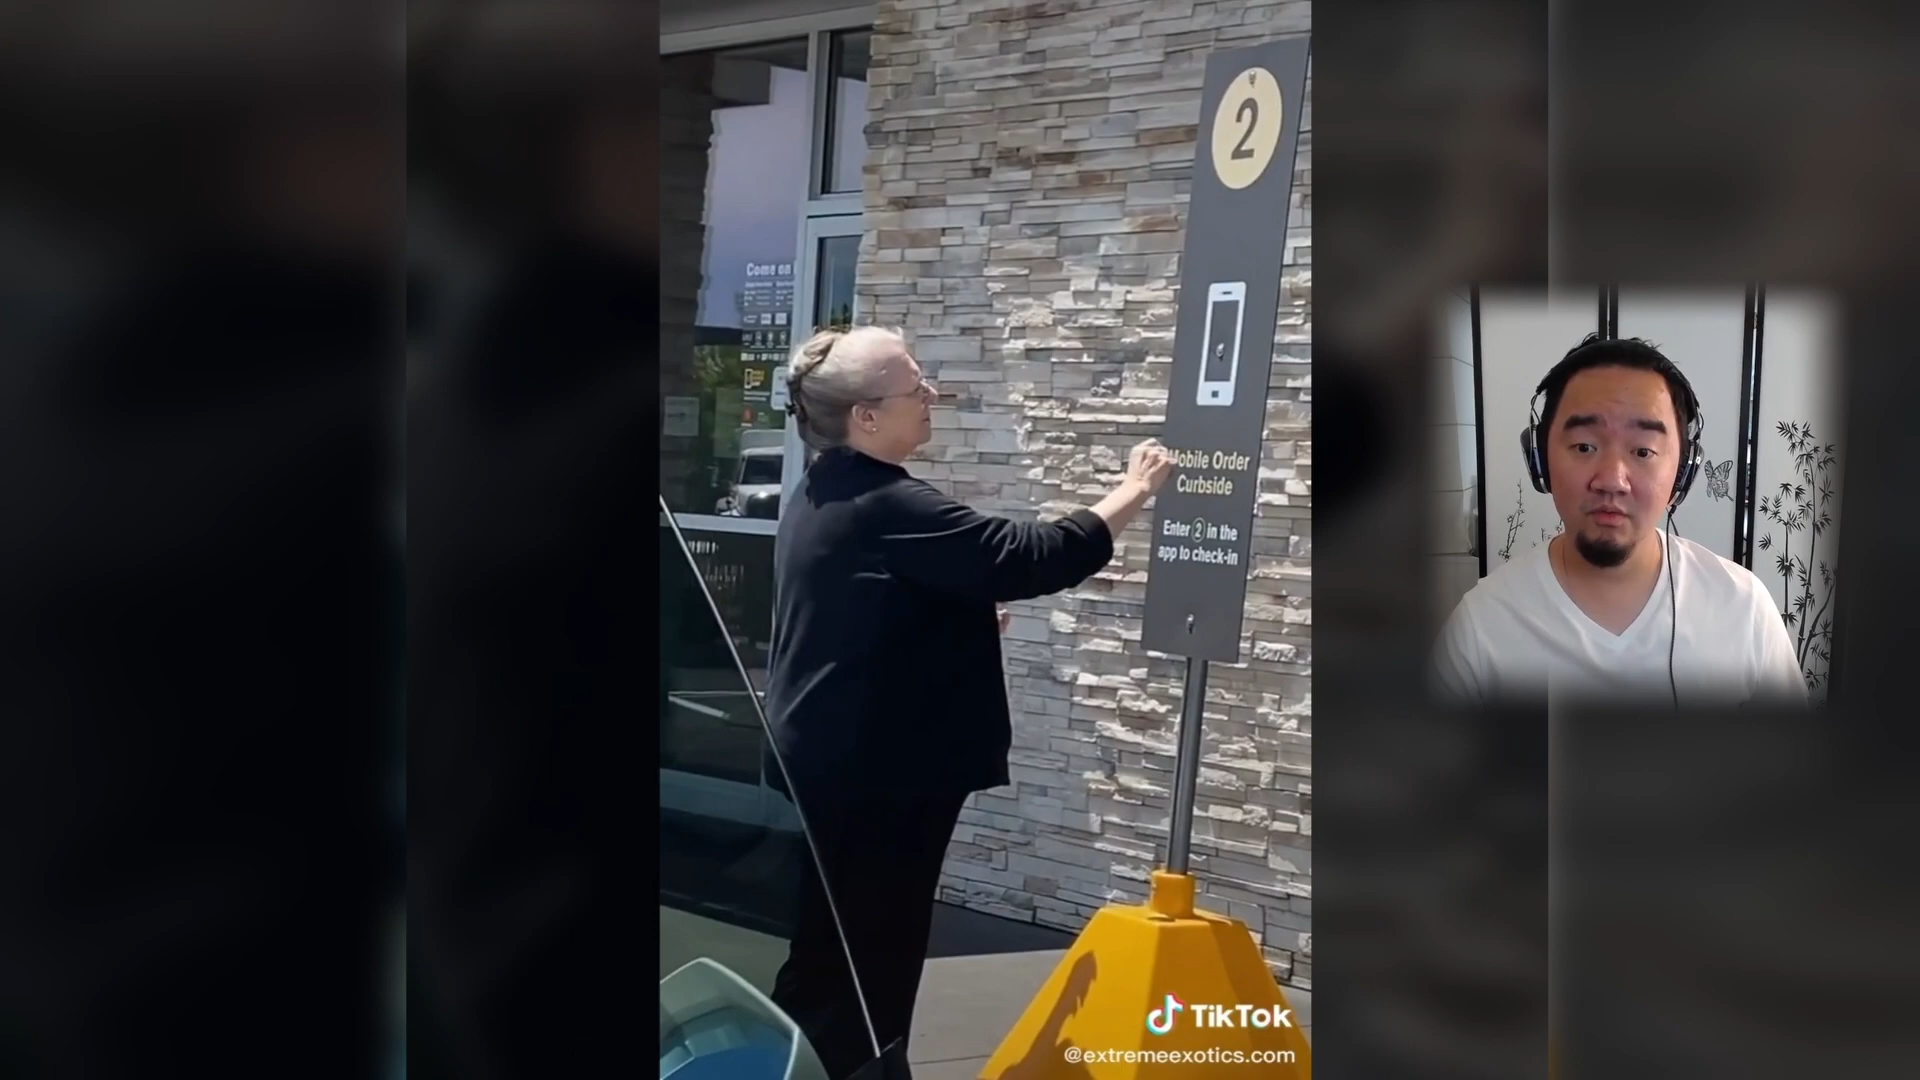 Come on
2
Mobile Order
Curbside
Enter 2 in the
app to check-in
TikTok
@extremeexotics.com